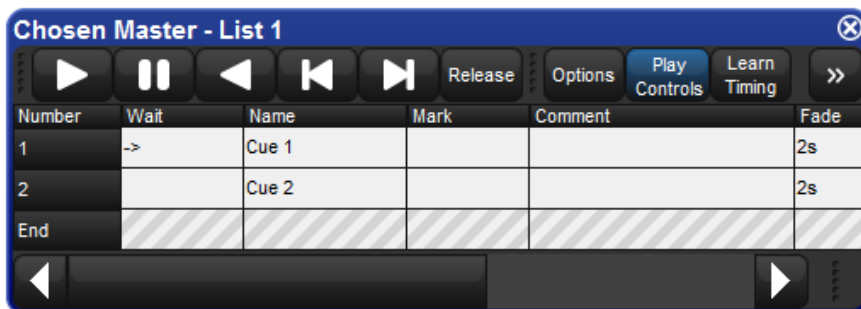 Chosen Master - List 1
Release Options Play Controls Learn Timing »
Number Wait Name Mark Comment Fade
1 -> Cue 1 2s
2 Cue 2 2s
End